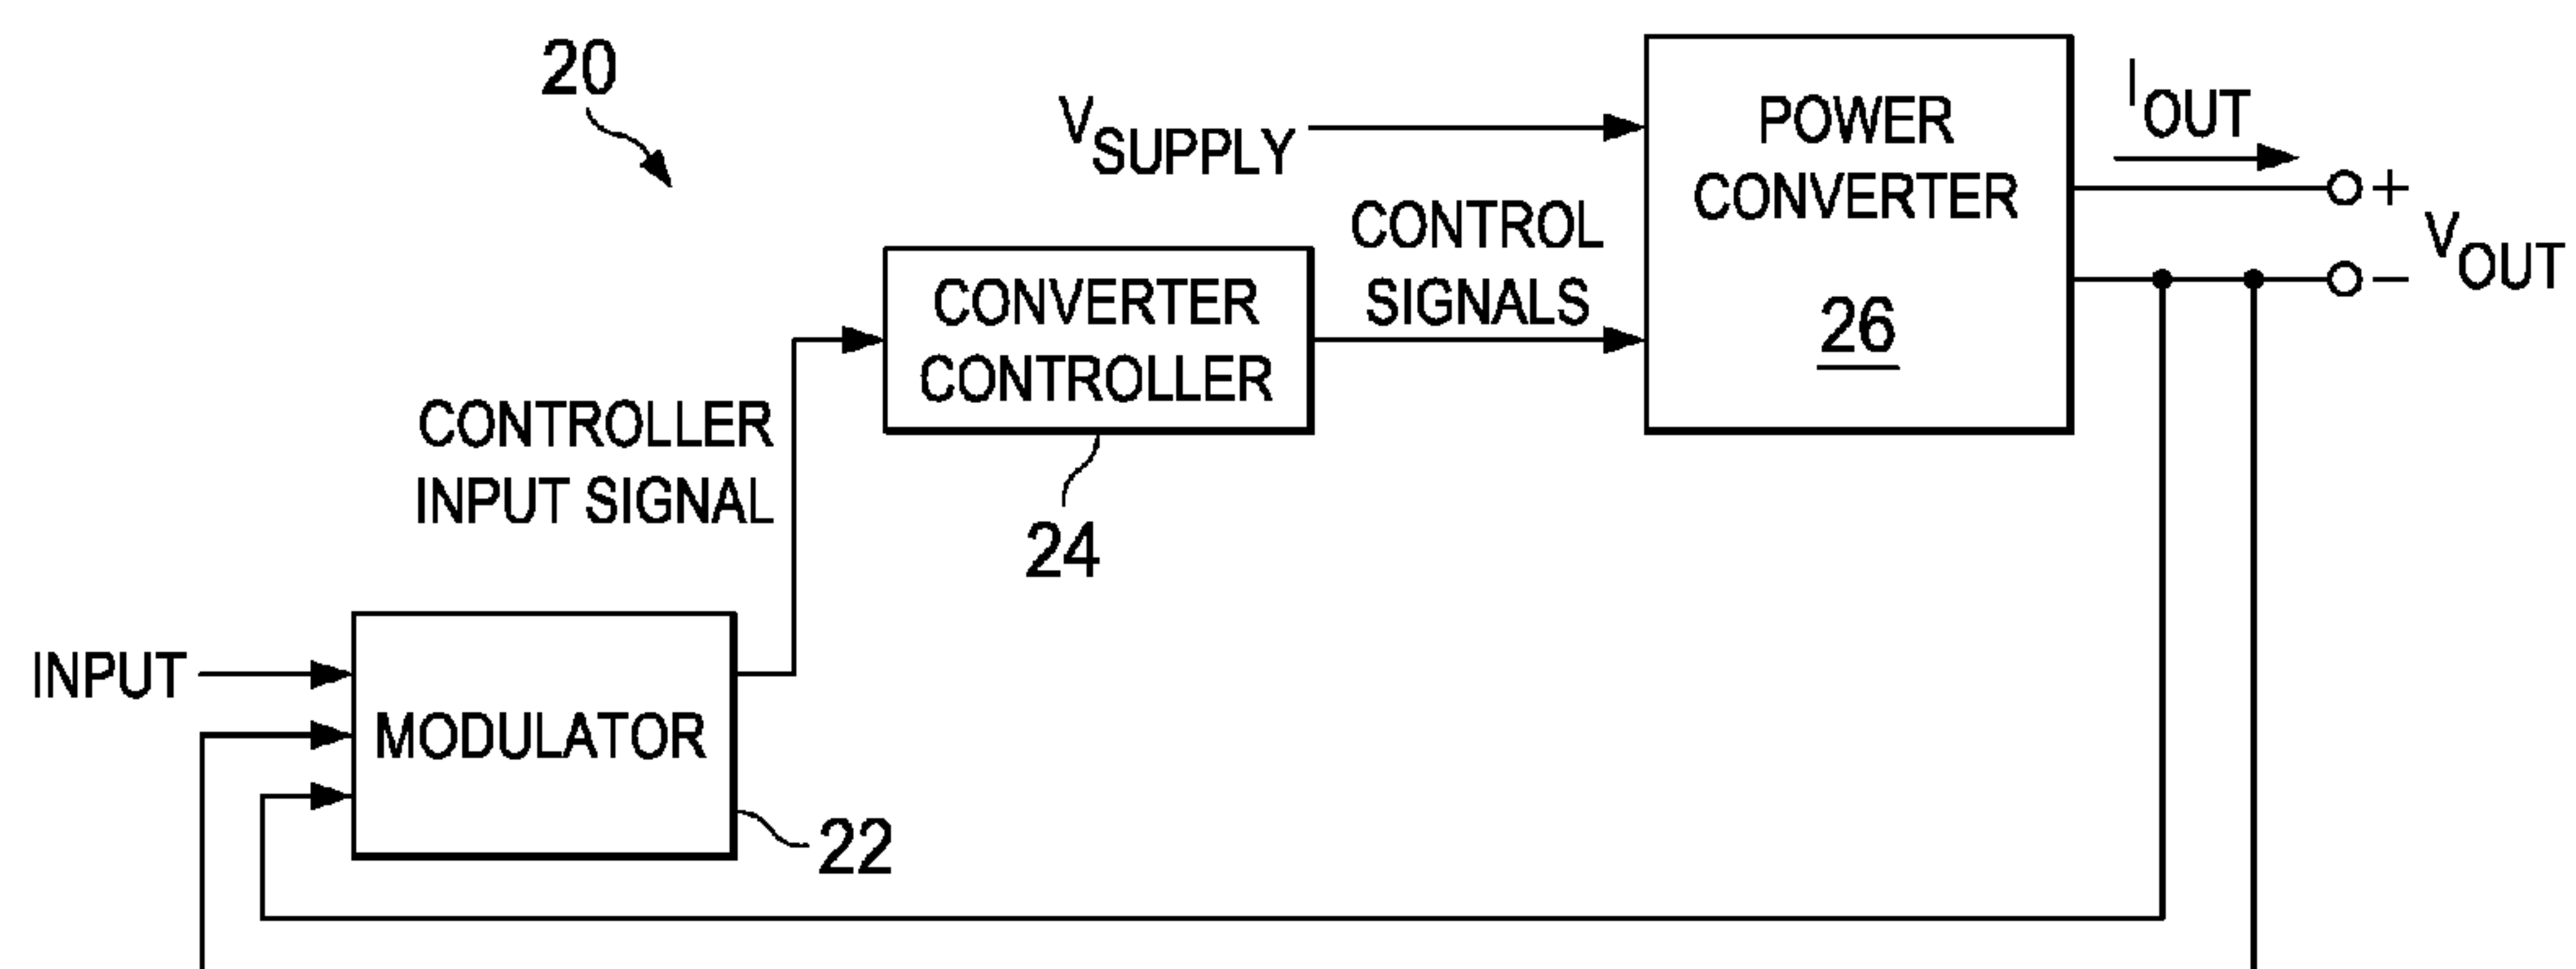 20
VSUPPLY
POWER
CONVERTER
26
IOUT
+
VOUT
−
CONTROL
SIGNALS
CONVERTER
CONTROLLER
24
CONTROLLER
INPUT SIGNAL
INPUT
MODULATOR
22